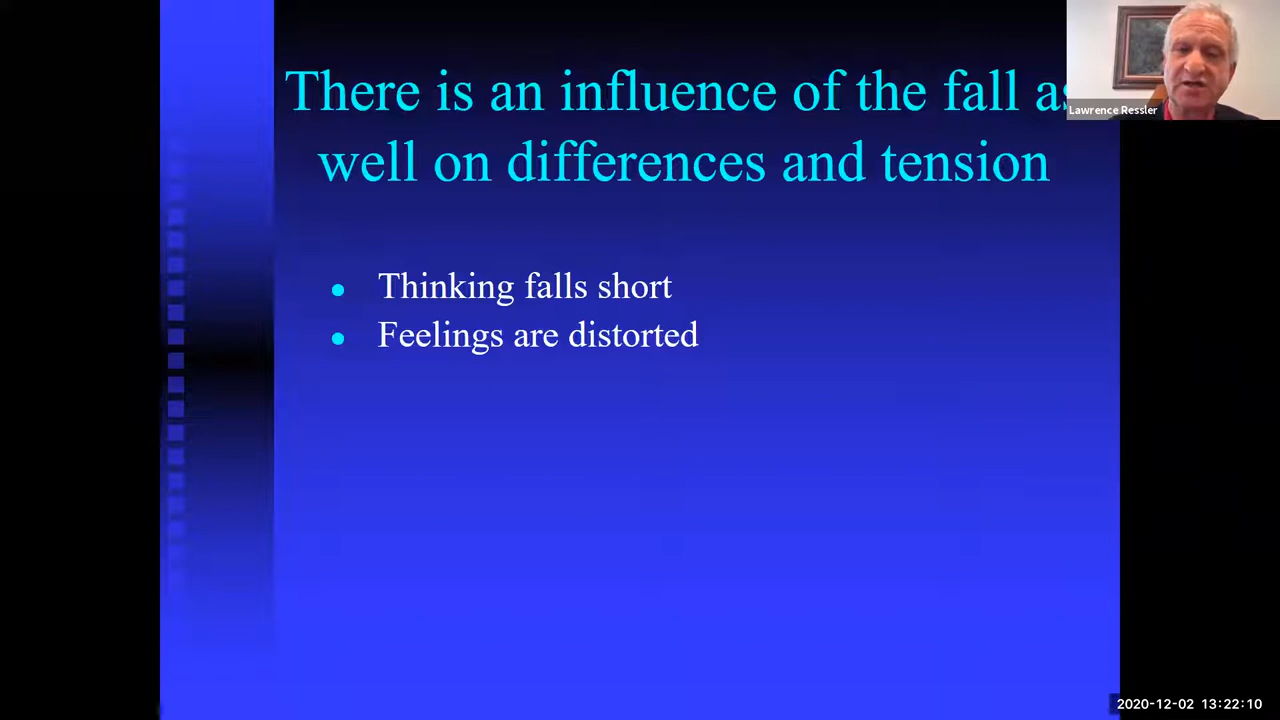 There is an influence of the fall as
well on differences and tension
Thinking falls short
Feelings are distorted
Lawrence Ressler
2020-12-02 13:22:10